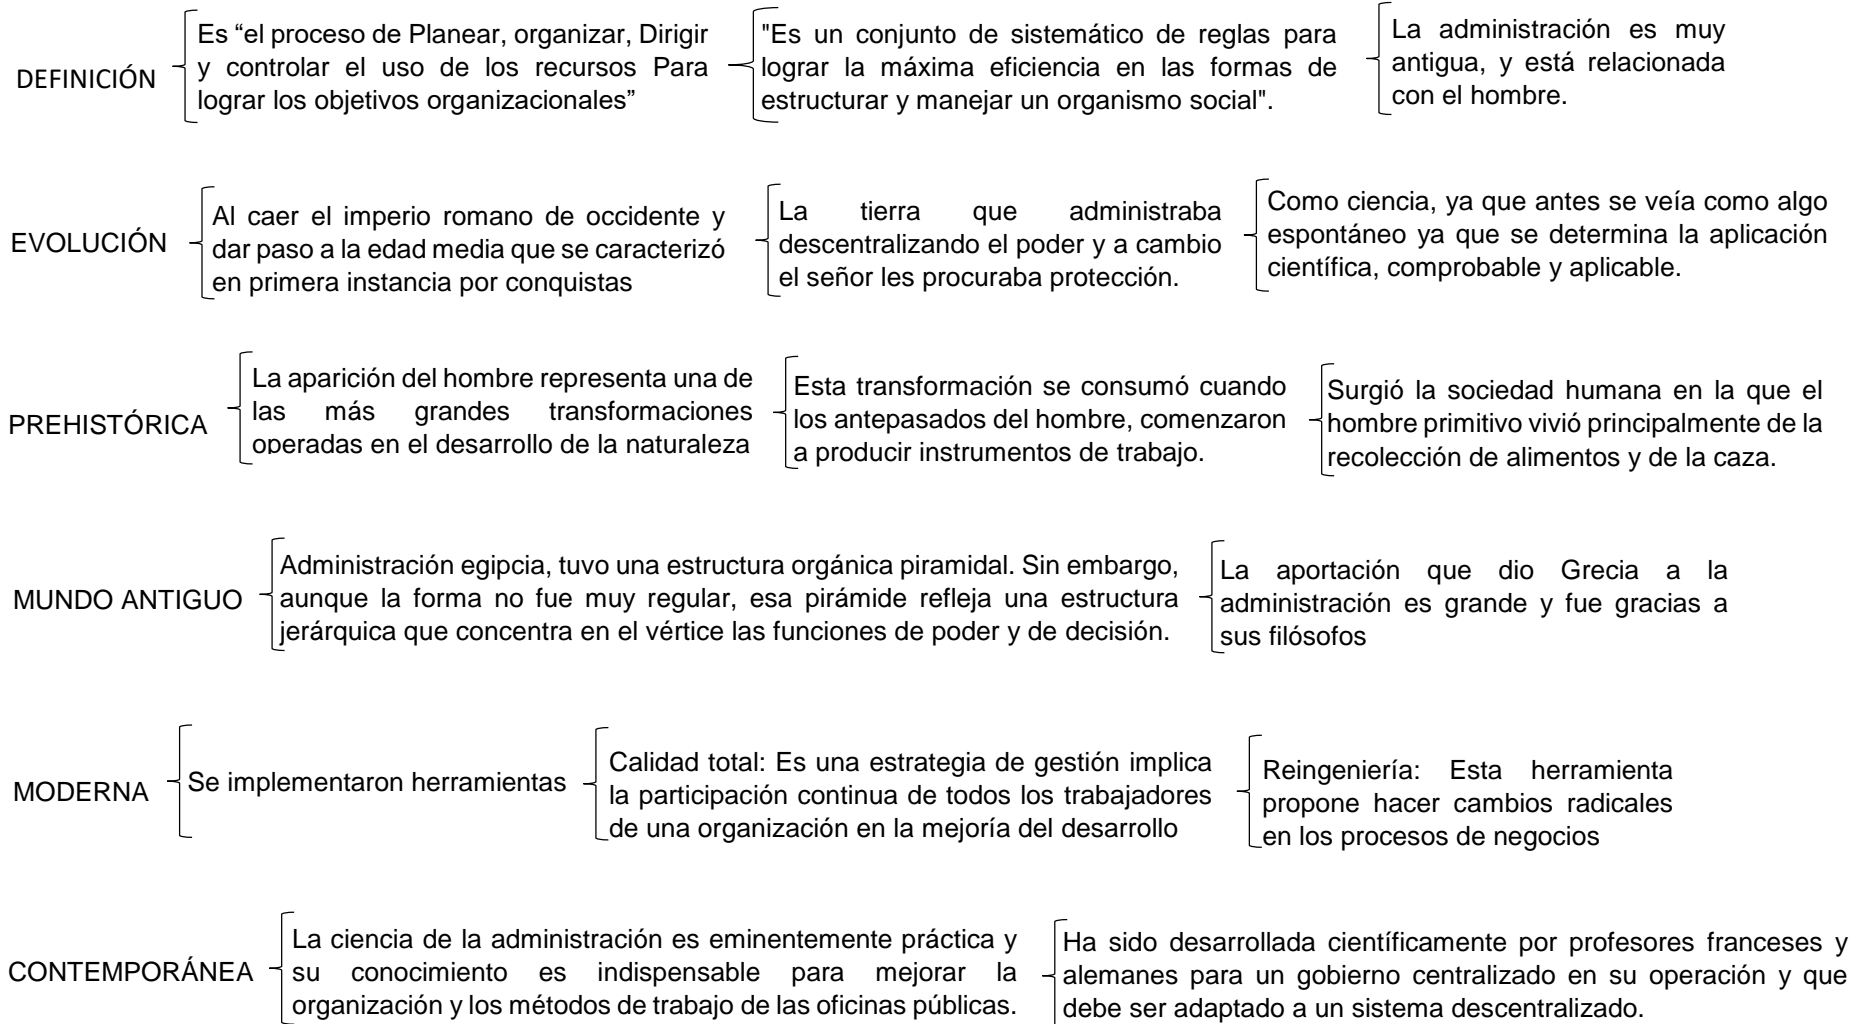 DEFINICIÓN
Es “el proceso de Planear, organizar, Dirigir
y controlar el uso de los recursos Para
lograr los objetivos organizacionales”
"Es un conjunto de sistemático de reglas para
lograr la máxima eficiencia en las formas de
estructurar y manejar un organismo social".
La administración es muy
antigua, y está relacionada
con el hombre.
EVOLUCIÓN
Al caer el imperio romano de occidente y
dar paso a la edad media que se caracterizó
en primera instancia por conquistas
La tierra que administraba
descentralizando el poder y a cambio
el señor les procuraba protección.
Como ciencia, ya que antes se veía como algo
espontáneo ya que se determina la aplicación
científica, comprobable y aplicable.
PREHISTÓRICA
La aparición del hombre representa una de
las más grandes transformaciones
operadas en el desarrollo de la naturaleza
Esta transformación se consumó cuando
los antepasados del hombre, comenzaron
a producir instrumentos de trabajo.
Surgió la sociedad humana en la que el
hombre primitivo vivió principalmente de la
recolección de alimentos y de la caza.
MUNDO ANTIGUO
Administración egipcia, tuvo una estructura orgánica piramidal. Sin embargo,
aunque la forma no fue muy regular, esa pirámide refleja una estructura
jerárquica que concentra en el vértice las funciones de poder y de decisión.
La aportación que dio Grecia a la
administración es grande y fue gracias a
sus filósofos
MODERNA
Se implementaron herramientas
Calidad total: Es una estrategia de gestión implica
la participación continua de todos los trabajadores
de una organización en la mejoría del desarrollo
Reingeniería: Esta herramienta
propone hacer cambios radicales
en los procesos de negocios
CONTEMPORÁNEA
La ciencia de la administración es eminentemente práctica y
su conocimiento es indispensable para mejorar la
organización y los métodos de trabajo de las oficinas públicas.
Ha sido desarrollada científicamente por profesores franceses y
alemanes para un gobierno centralizado en su operación y que
debe ser adaptado a un sistema descentralizado.